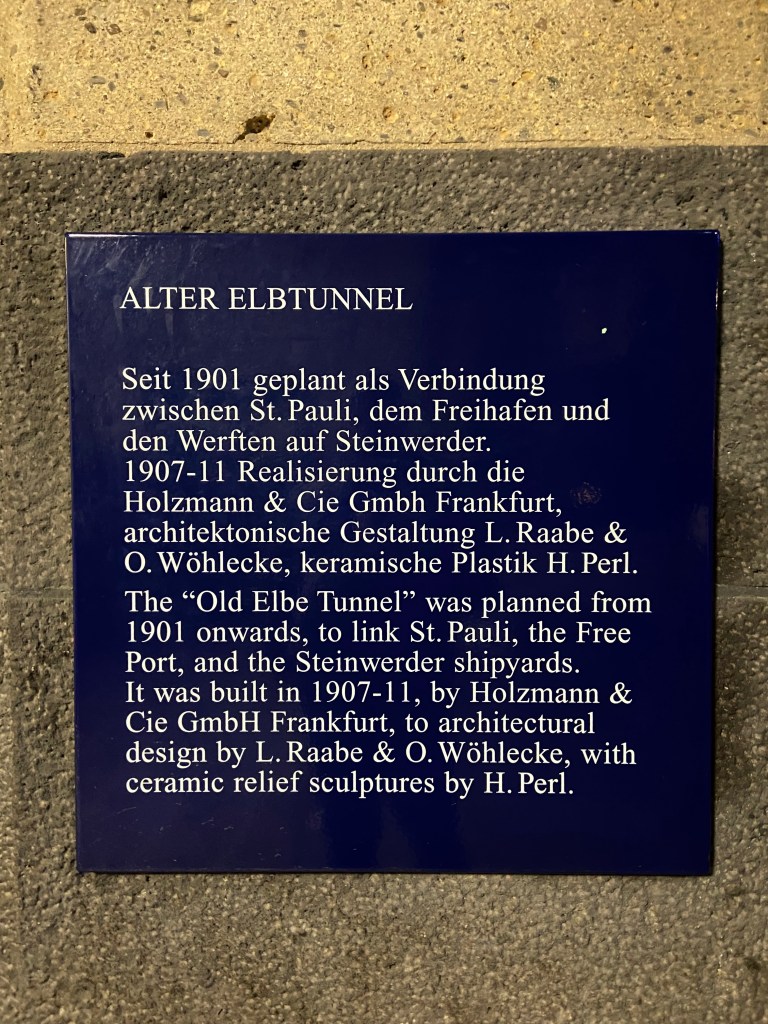 ALTER ELBTUNNEL
Seit 1901 geplant als Verbindung
zwischen St. Pauli, dem Freihafen und
den Werften auf Steinwerder.
1907-11 Realisierung durch die
Holzmann & Cie Gmbh Frankfurt,
architektonische Gestaltung L. Raabe &
O. Wöhlecke, keramische Plastik H. Perl.
The “Old Elbe Tunnel” was planned from
1901 onwards, to link St. Pauli, the Free
Port, and the Steinwerder shipyards.
It was built in 1907-11, by Holzmann &
Cie GmbH Frankfurt, to architectural
design by L. Raabe & O. Wöhlecke, with
ceramic relief sculptures by H. Perl.